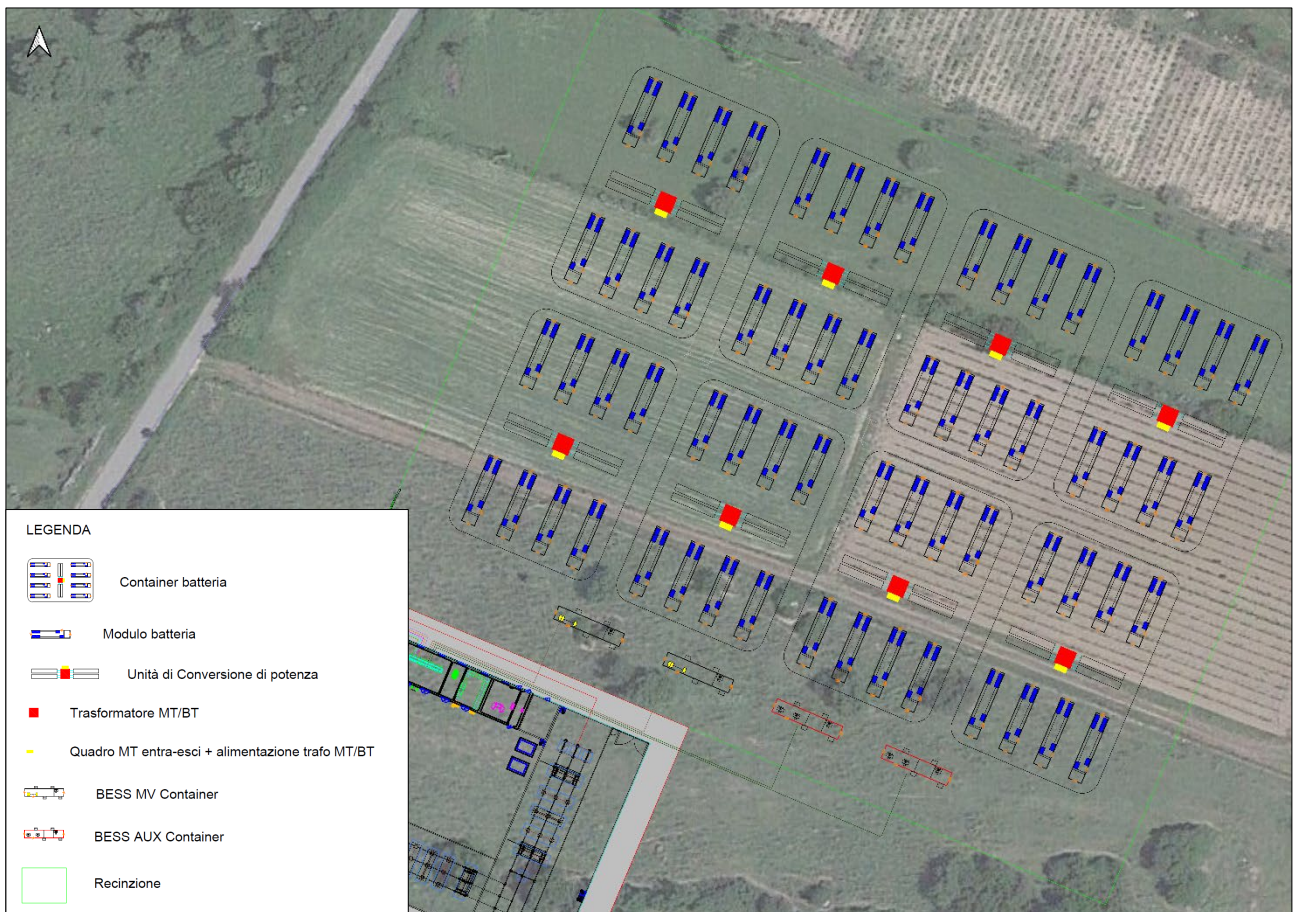 LEGENDA
Container batteria
Modulo batteria
Unità di Conversione di potenza
Trasformatore MT/BT
Quadro MT entra-esci + alimentazione trafo MT/BT
BESS MV Container
BESS AUX Container
Recinzione